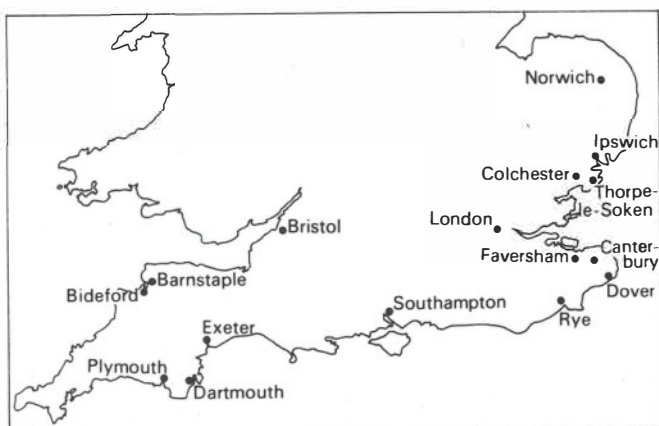 Norwich
Ipswich
Colchester
Thorpe-
le-Soken
London
Bristol
Canter-
bury
Faversham
Barnstaple
Dover
Bideford
Southampton
Rye
Exeter
Plymouth
Dartmouth